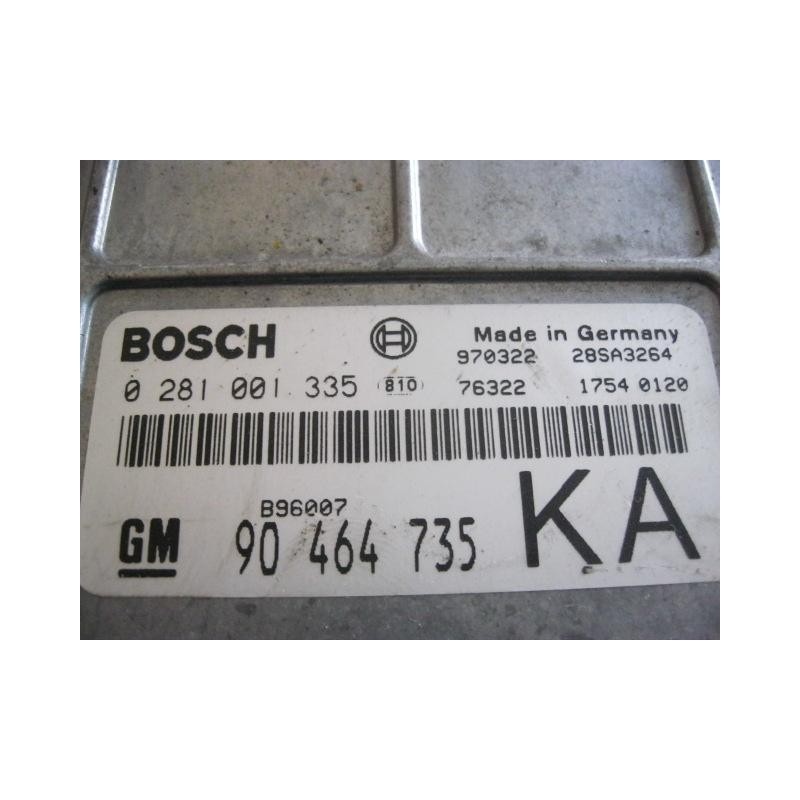 BOSCH Made in Germany
970322 28SA3264
0 281 001 335 810 76322 1754 0120
B96007
GM 90 464 735 KA